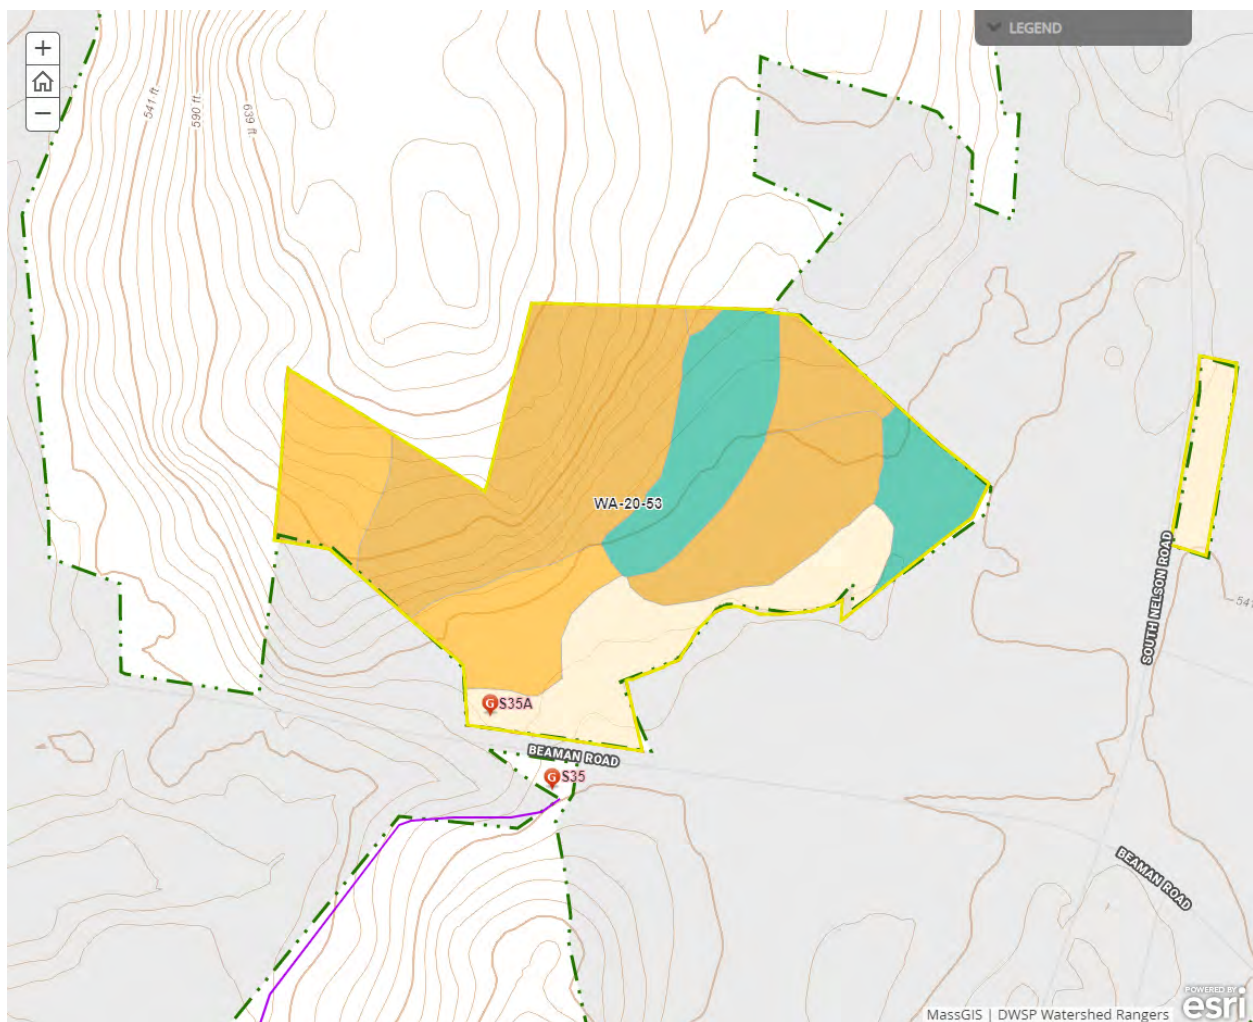 LEGEND
+
−
541 ft
590 ft
639 ft
WA-20-53
SOUTH NELSON ROAD
541
G S35A
BEAMAN ROAD
G S35
BEAMAN ROAD
POWERED BY
esri
MassGIS | DWSP Watershed Rangers